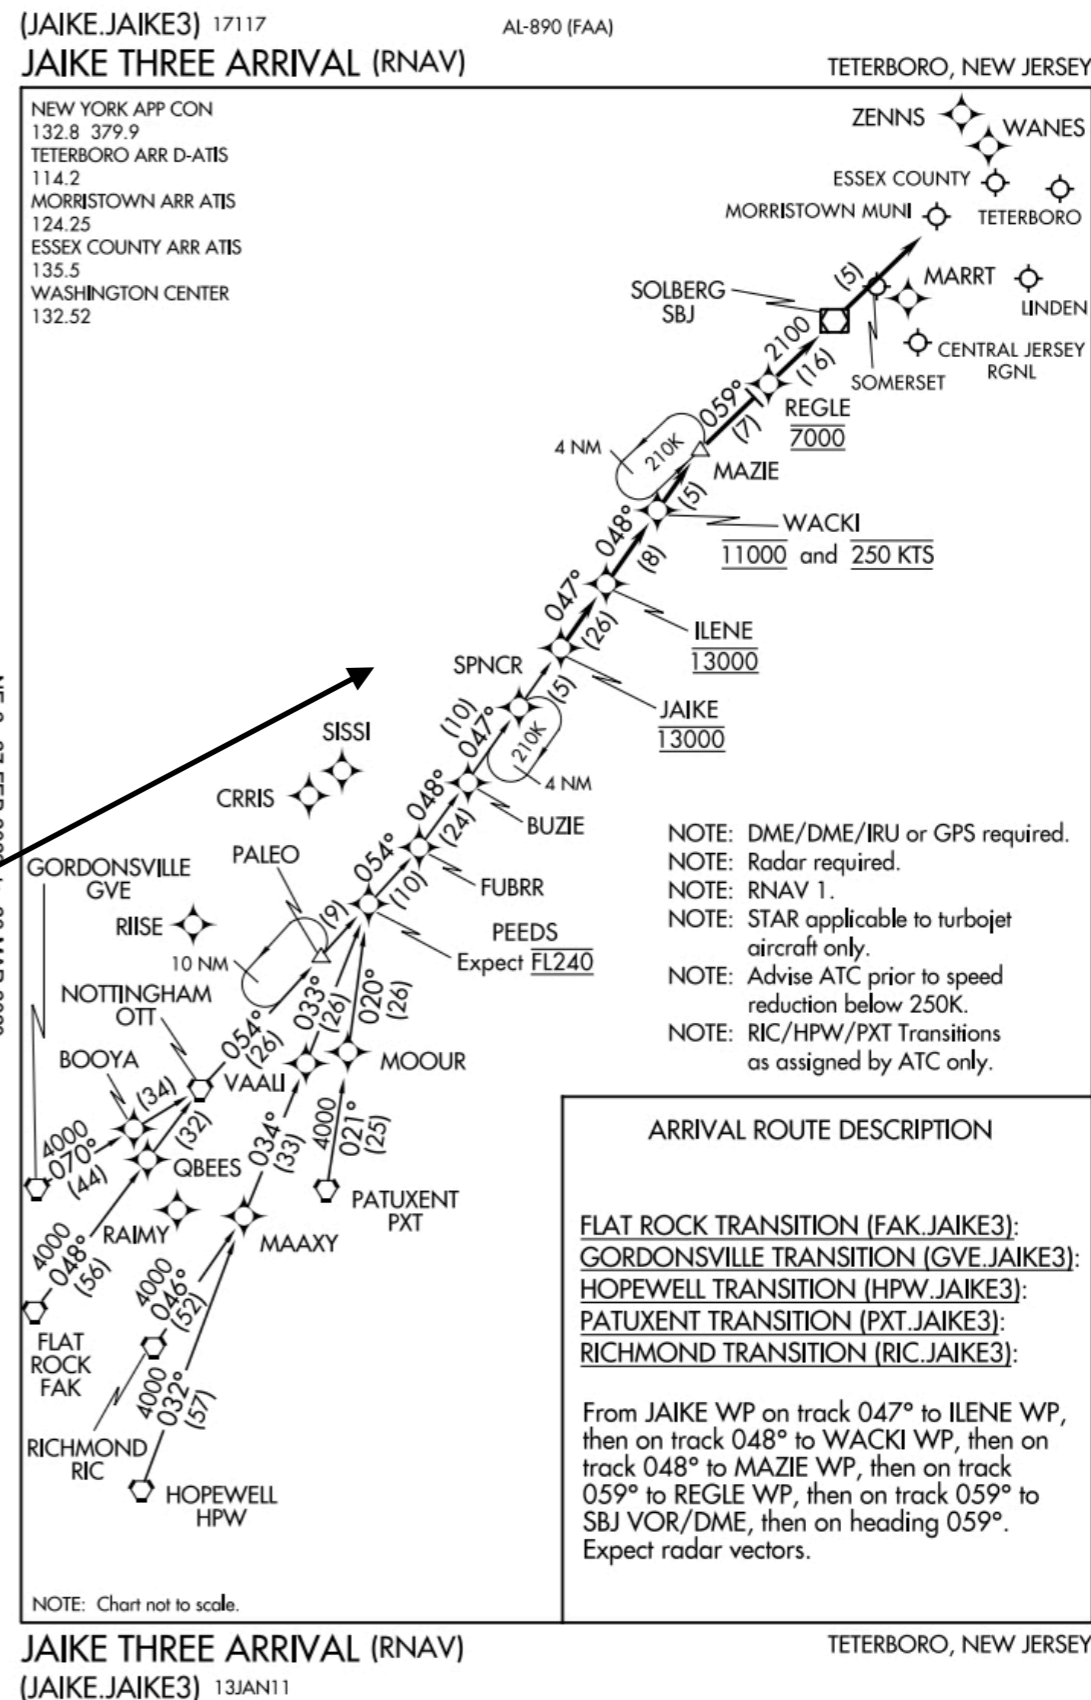 (JAIKE.JAIKE3) 17117
AL-890 (FAA)
JAIKE THREE ARRIVAL (RNAV)
TETERBORO, NEW JERSEY
NEW YORK APP CON
132.8 379.9
TETERBORO ARR D-ATIS
114.2
MORRISTOWN ARR ATIS
124.25
ESSEX COUNTY ARR ATIS
135.5
WASHINGTON CENTER
132.52
ZENNS
WANES
ESSEX COUNTY
TETERBORO
MORRISTOWN MUNI
(5)
MARRT
LINDEN
SOLBERG
SBJ
CENTRAL JERSEY
RGNL
SOMERSET
2100
(16)
REGLE
7000
059°
(7)
4 NM
210K
MAZIE
(5)
048°
WACKI
11000 and 250 KTS
(8)
047°
ILENE
13000
(26)
SPNCR
JAIKE
13000
(5)
(10)
047°
210K
4 NM
SISSI
CRRIS
048°
(24)
BUZIE
GORDONSVILLE
GVE
PALEO
054°
(10)
FUBRR
RIISE
(9)
PEEDS
Expect FL240
10 NM
NOTTINGHAM
OTT
054°
(26)
033°
(26)
020°
(26)
BOOYA
VAALI
MOOUR
(34)
(32)
4000
070°
(44)
QBEES
034°
(33)
4000
021°
(25)
PATUXENT
PXT
RAIMY
MAAXY
4000
048°
(56)
4000
046°
(52)
FLAT
ROCK
FAK
4000
032°
(57)
RICHMOND
RIC
HOPEWELL
HPW
NOTE: DME/DME/IRU or GPS required.
NOTE: Radar required.
NOTE: RNAV 1.
NOTE: STAR applicable to turbojet
aircraft only.
NOTE: Advise ATC prior to speed
reduction below 250K.
NOTE: RIC/HPW/PXT Transitions
as assigned by ATC only.
ARRIVAL ROUTE DESCRIPTION
FLAT ROCK TRANSITION (FAK.JAIKE3):
GORDONSVILLE TRANSITION (GVE.JAIKE3):
HOPEWELL TRANSITION (HPW.JAIKE3):
PATUXENT TRANSITION (PXT.JAIKE3):
RICHMOND TRANSITION (RIC.JAIKE3):
From JAIKE WP on track 047° to ILENE WP,
then on track 048° to WACKI WP, then on
track 048° to MAZIE WP, then on track
059° to REGLE WP, then on track 059° to
SBJ VOR/DME, then on heading 059°.
Expect radar vectors.
NOTE: Chart not to scale.
JAIKE THREE ARRIVAL (RNAV)
TETERBORO, NEW JERSEY
(JAIKE.JAIKE3) 13JAN11